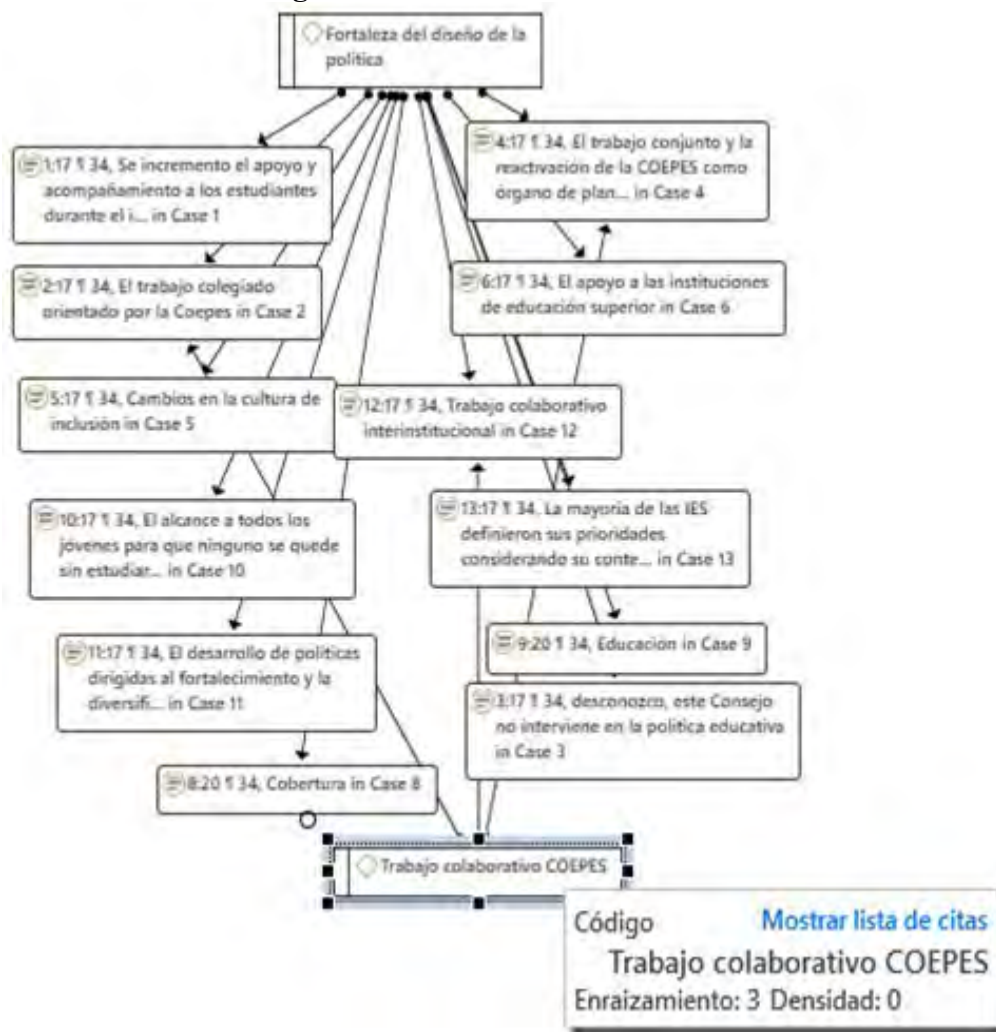 Fortaleza del diseño de la
política
1:17 ¶ 34, Se incremento el apoyo y
acompañamiento a los estudiantes
durante el i... in Case 1
4:17 ¶ 34, El trabajo conjunto y la
reactivación de la COEPES como
órgano de plan... in Case 4
2:17 ¶ 34, El trabajo colegiado
orientado por la Coepes in Case 2
6:17 ¶ 34, El apoyo a las instituciones
de educación superior in Case 6
5:17 ¶ 34, Cambios en la cultura de
inclusión in Case 5
12:17 ¶ 34, Trabajo colaborativo
interinstitucional in Case 12
10:17 ¶ 34, El alcance a todos los
jóvenes para que ninguno se quede
sin estudiar... in Case 10
13:17 ¶ 34, La mayoría de las IES
definieron sus prioridades
considerando su conte... in Case 13
11:17 ¶ 34, El desarrollo de políticas
dirigidas al fortalecimiento y la
diversifi... in Case 11
9:20 ¶ 34, Educación in Case 9
3:17 ¶ 34, desconozco, este Consejo
no interviene en la política educativa
in Case 3
8:20 ¶ 34, Cobertura in Case 8
Trabajo colaborativo COEPES
Código Mostrar lista de citas
Trabajo colaborativo COEPES
Enraizamiento: 3 Densidad: 0